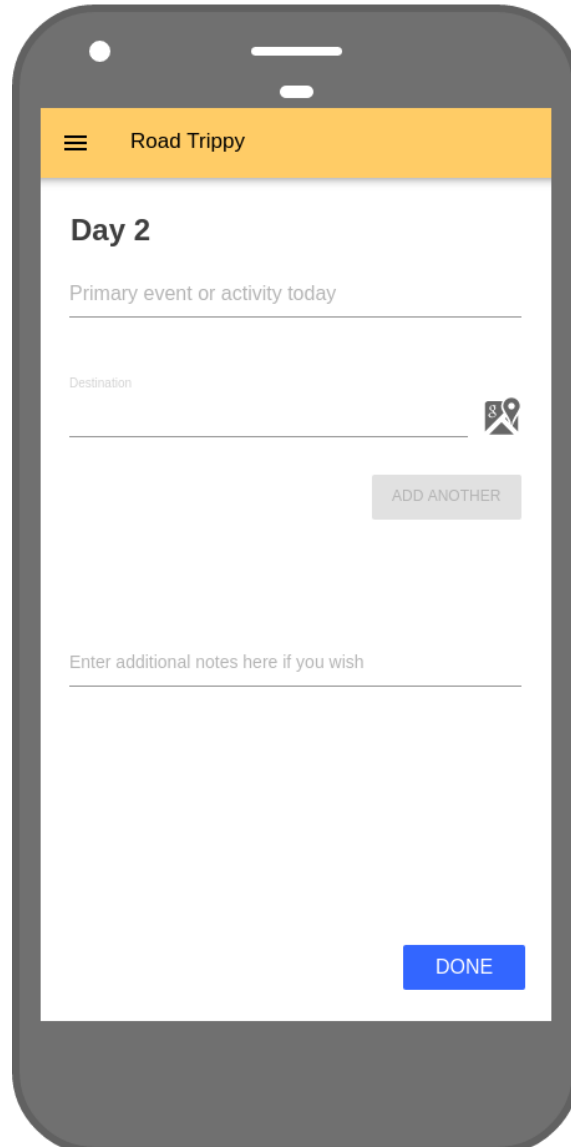 Road Trippy
Day 2
Primary event or activity today
Destination
g
ADD ANOTHER
Enter additional notes here if you wish
DONE